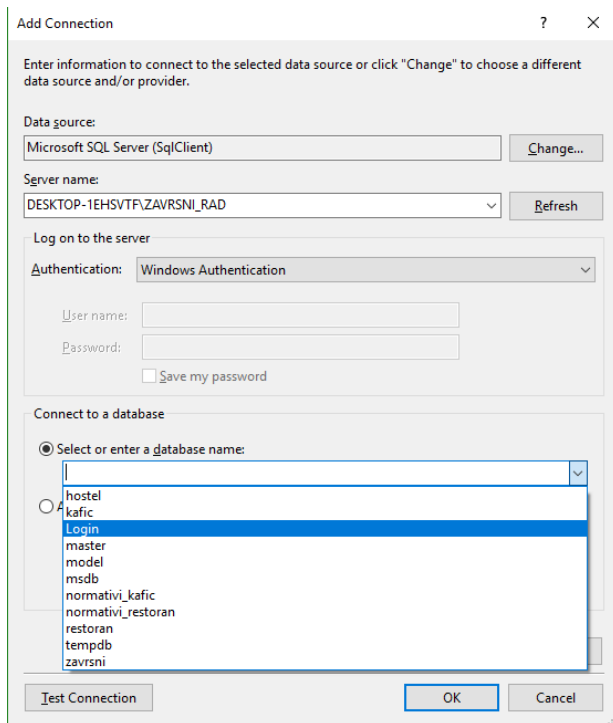 Add Connection
?
Enter information to connect to the selected data source or click "Change" to choose a different
data source and/or provider.
Data source:
Microsoft SQL Server (SqlClient)
Change...
Server name:
DESKTOP-1EHSVTF\ZAVRSNI_RAD
Refresh
Log on to the server
Authentication:
Windows Authentication
User name:
Password:
Save my password
Connect to a database
Select or enter a database name:
hostel
kafic
Login
master
model
msdb
normativi_kafic
normativi_restoran
restoran
tempdb
zavrsni
Test Connection
OK
Cancel